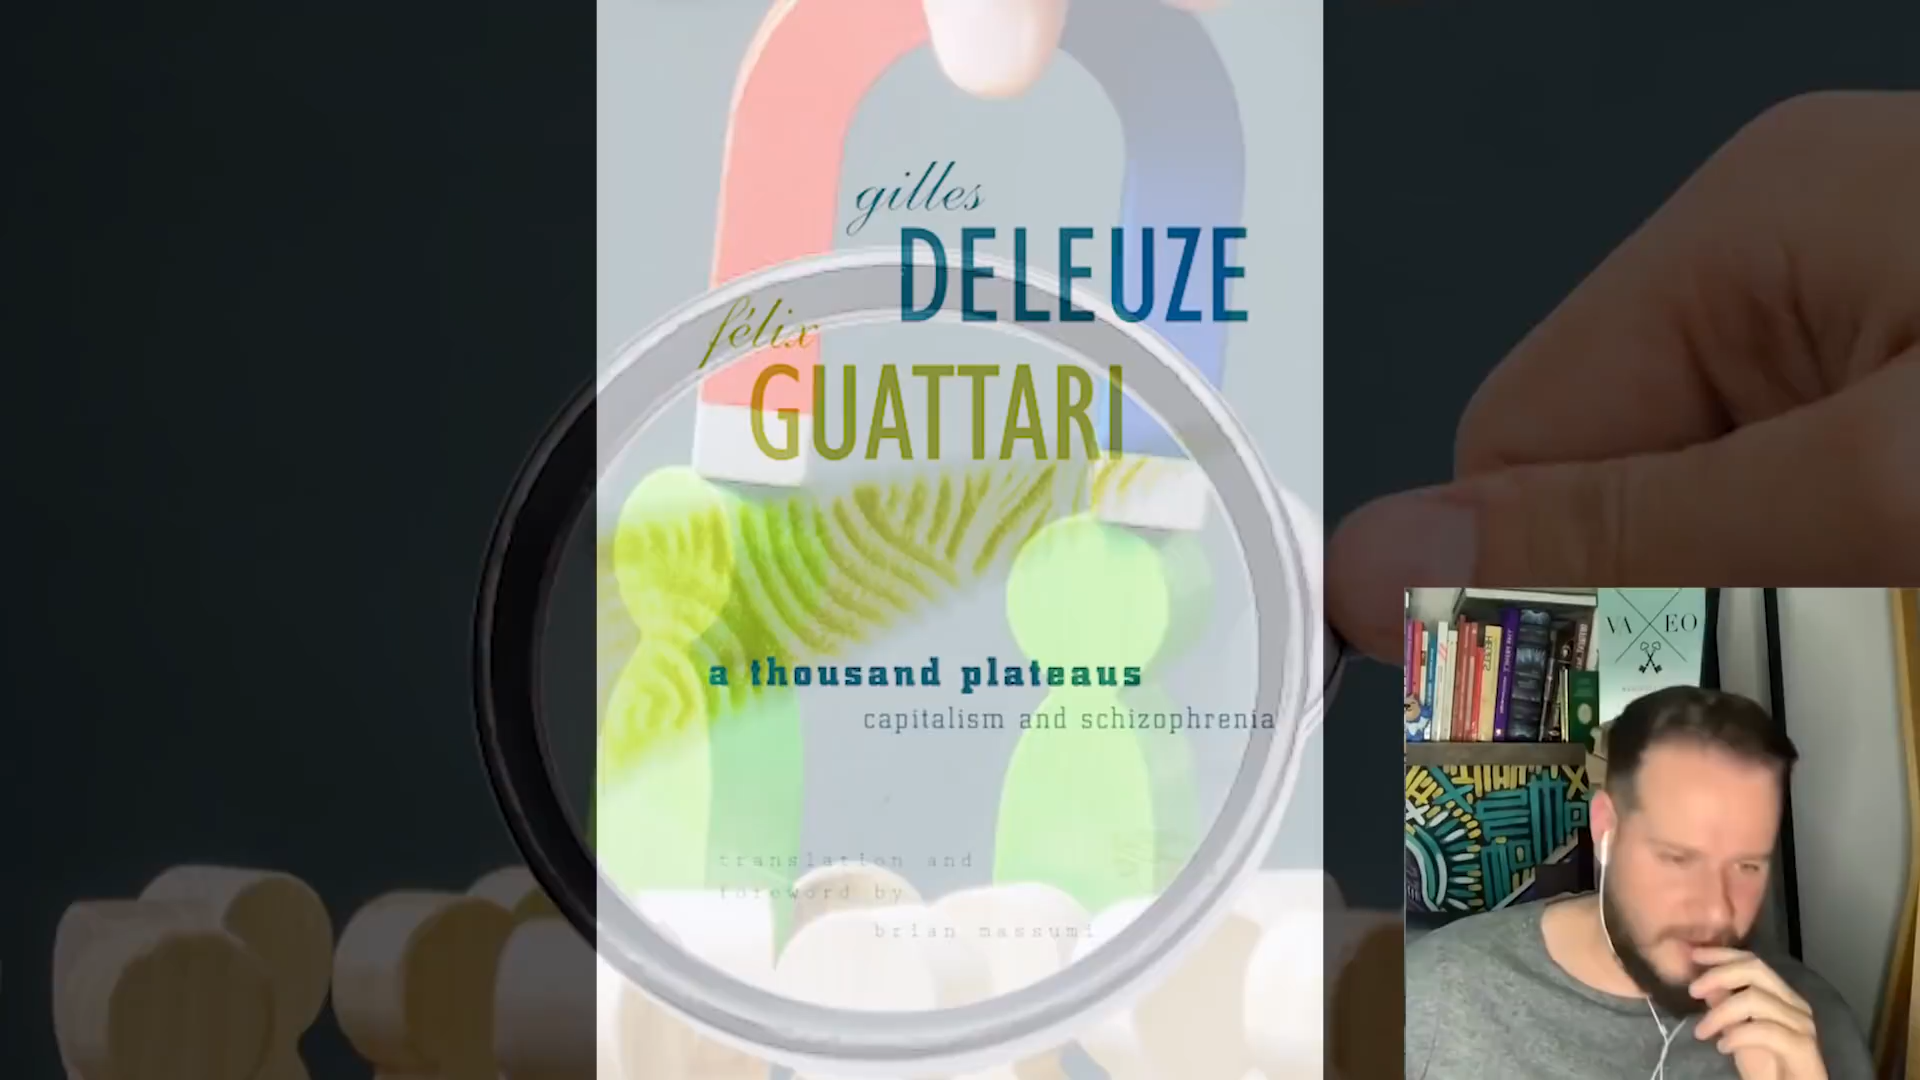 gilles
DELEUZE
félix
GUATTARI
a thousand plateaus
capitalism and schizophrenia
translation and
foreword by
brian massumi
VA EO